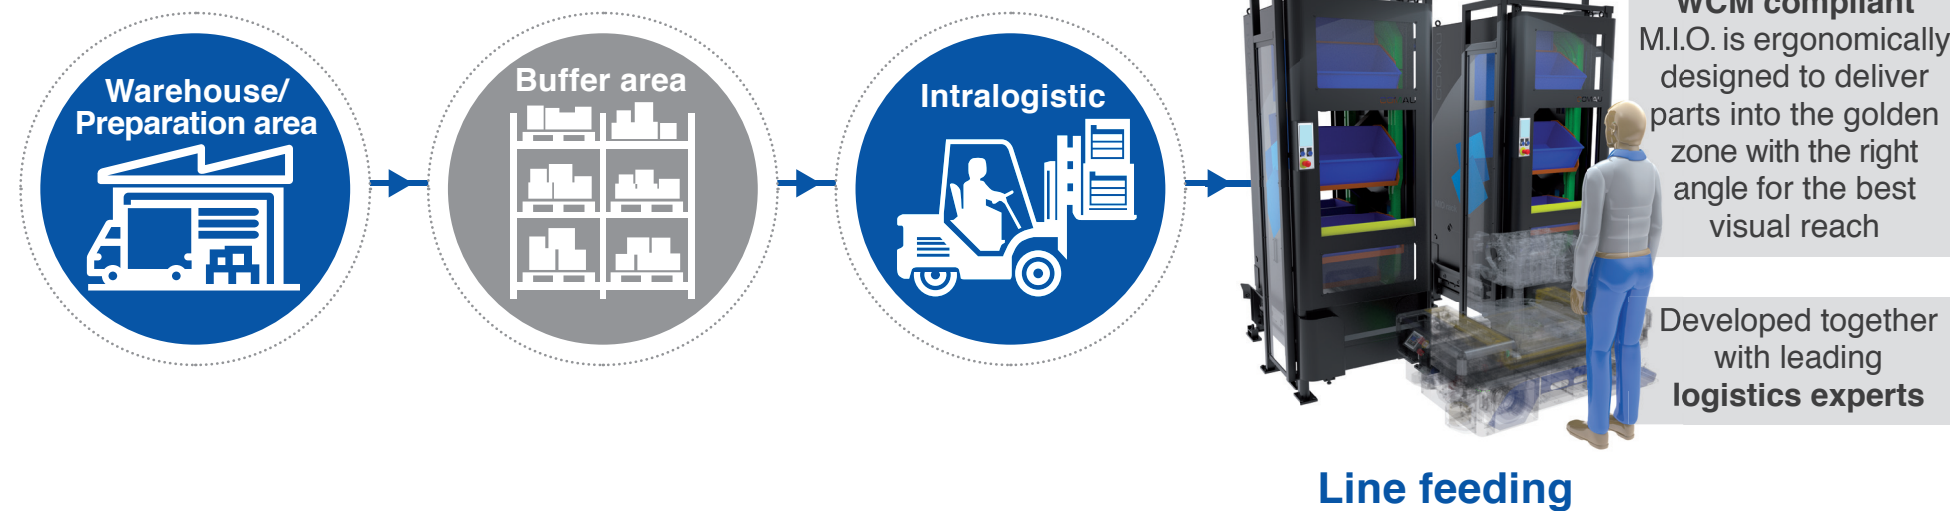 Warehouse/
Preparation area
Buffer area
Intralogistic
WCM compliant
M.I.O. is ergonomically
designed to deliver
parts into the golden
zone with the right
angle for the best
visual reach
Developed together
with leading
logistics experts
Line feeding